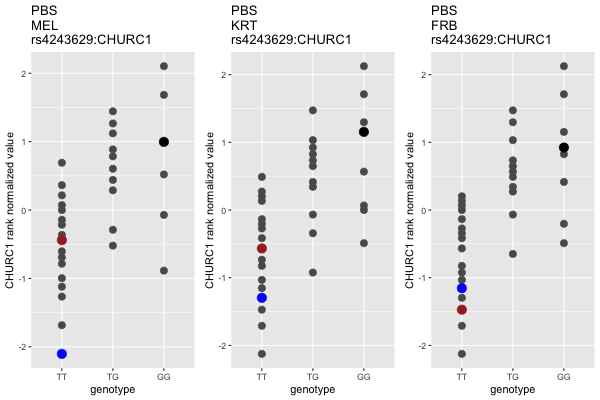 PBS
MEL
rs4243629:CHURC1
CHURC1 rank normalized value
2
1
0
-1
-2
TT
TG
GG
genotype
PBS
KRT
rs4243629:CHURC1
CHURC1 rank normalized value
2
1
0
-1
-2
TT
TG
GG
genotype
PBS
FRB
rs4243629:CHURC1
CHURC1 rank normalized value
2
1
0
-1
-2
TT
TG
GG
genotype